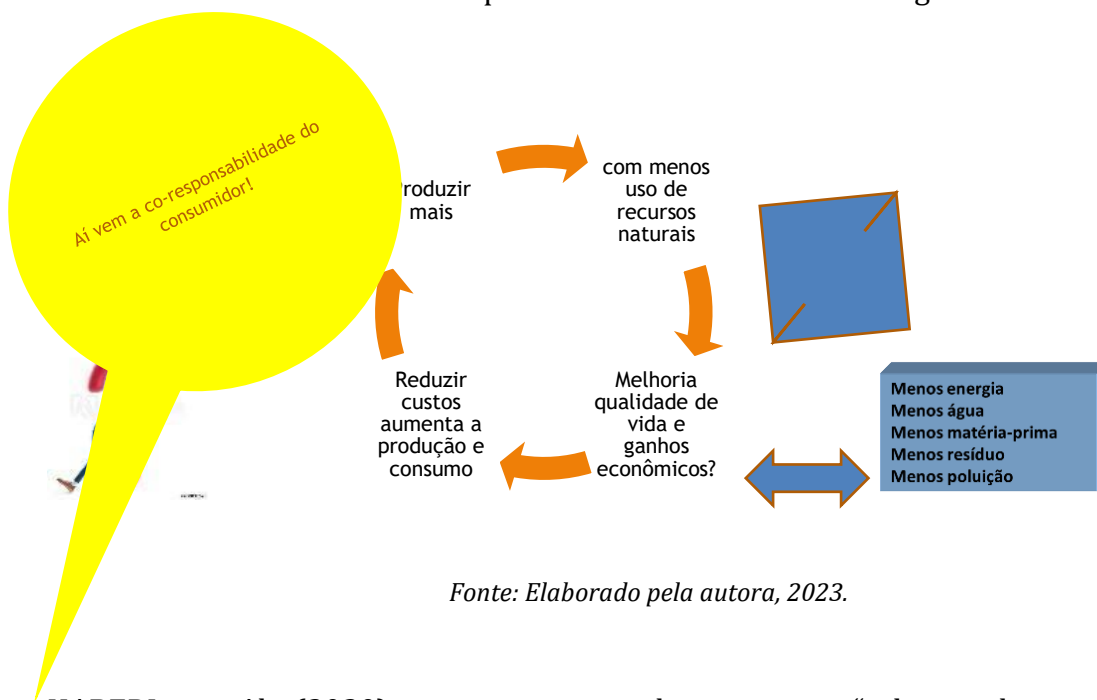 Aí vem a co-responsabilidade do
consumidor!
Produzir
mais
com menos
uso de
recursos
naturais
Melhoria
qualidade de
vida e
ganhos
econômicos?
Reduzir
custos
aumenta a
produção e
consumo
Menos energia
Menos água
Menos matéria-prima
Menos resíduo
Menos poluição
Fonte: Elaborado pela autora, 2023.